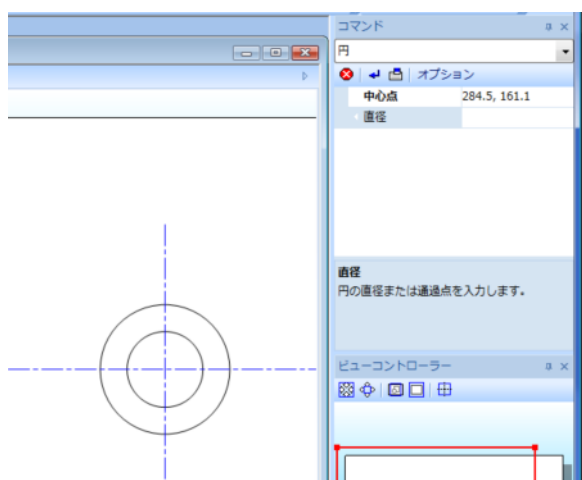 コマンド
円
オプション
中心点 284.5, 161.1
直径
直径
円の直径または通過点を入力します。
ビューコントローラー